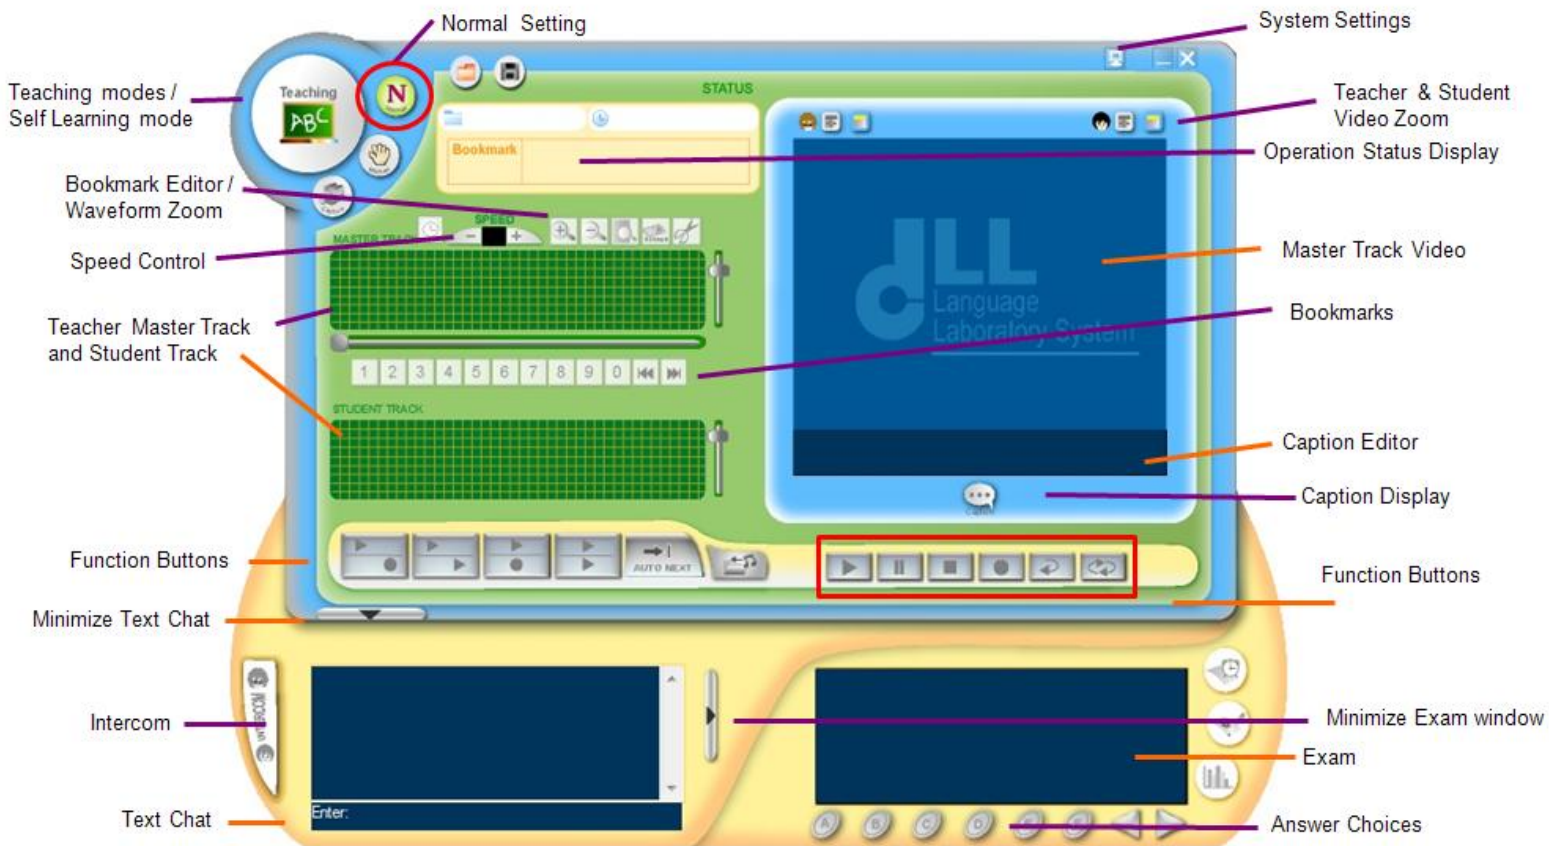 Normal Setting
System Settings
Teaching modes /
Self Learning mode
Teaching
ABC
N
STATUS
Teacher & Student
Video Zoom
Bookmark
Operation Status Display
Bookmark Editor /
Waveform Zoom
SPEED
MASTER TRACK
Speed Control
dLL
Language
Laboratory System
Master Track Video
Bookmarks
Teacher Master Track
and Student Track
1 2 3 4 5 6 7 8 9 0
STUDENT TRACK
Caption Editor
Caption Display
Function Buttons
AUTO NEXT
Function Buttons
Minimize Text Chat
INTERCOM
Intercom
Minimize Exam window
Exam
Text Chat
Enter:
A B C D E F
Answer Choices